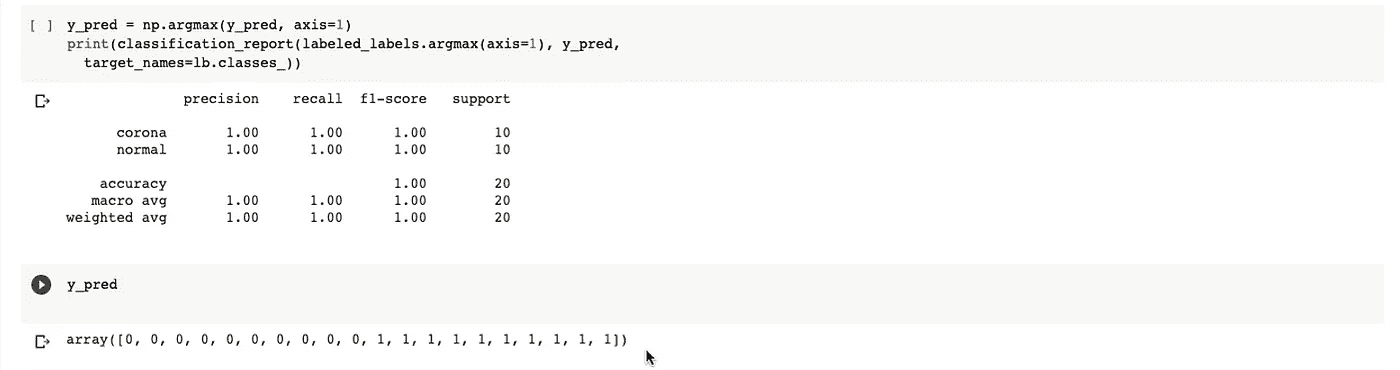 [ ] y_pred = np.argmax(y_pred, axis=1)
print(classification_report(labeled_labels.argmax(axis=1), y_pred,
target_names=lb.classes_))
precision recall f1-score support
corona 1.00 1.00 1.00 10
normal 1.00 1.00 1.00 10
accuracy 1.00 20
macro avg 1.00 1.00 1.00 20
weighted avg 1.00 1.00 1.00 20
y_pred
array([0, 0, 0, 0, 0, 0, 0, 0, 0, 0, 1, 1, 1, 1, 1, 1, 1, 1, 1, 1])